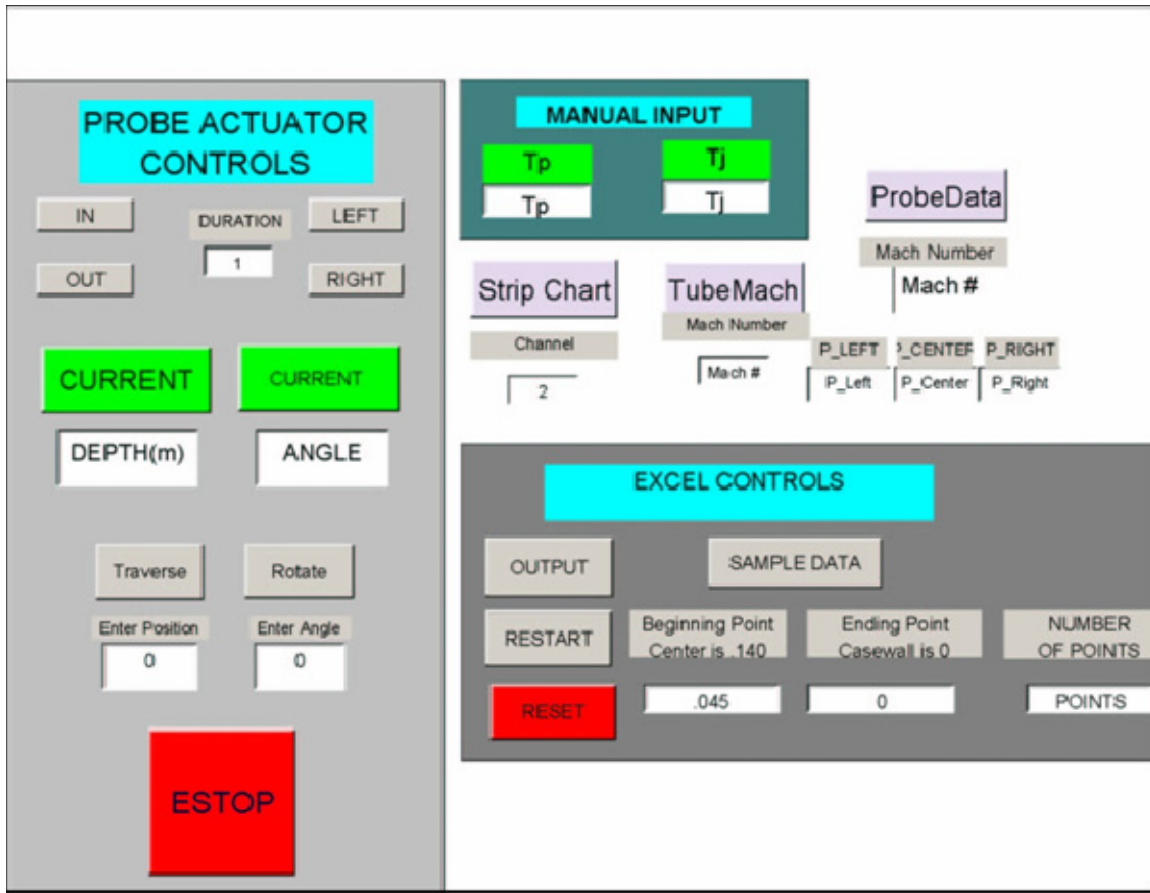 PROBE ACTUATOR
CONTROLS
IN
DURATION
LEFT
1
OUT
RIGHT
CURRENT
CURRENT
DEPTH(m)
ANGLE
Traverse
Rotate
Enter Position
Enter Angle
0
0
ESTOP
MANUAL INPUT
Tp
Tj
Tp
Tj
ProbeData
Mach Number
Mach #
Strip Chart
Channel
2
TubeMach
Mach Number
Mach #
P_LEFT
P_CENTER
P_RIGHT
P_Left
P_Center
P_Right
EXCEL CONTROLS
OUTPUT
SAMPLE DATA
RESTART
Beginning Point
Center is .140
Ending Point
Casewall is 0
NUMBER
OF POINTS
RESET
.045
0
POINTS